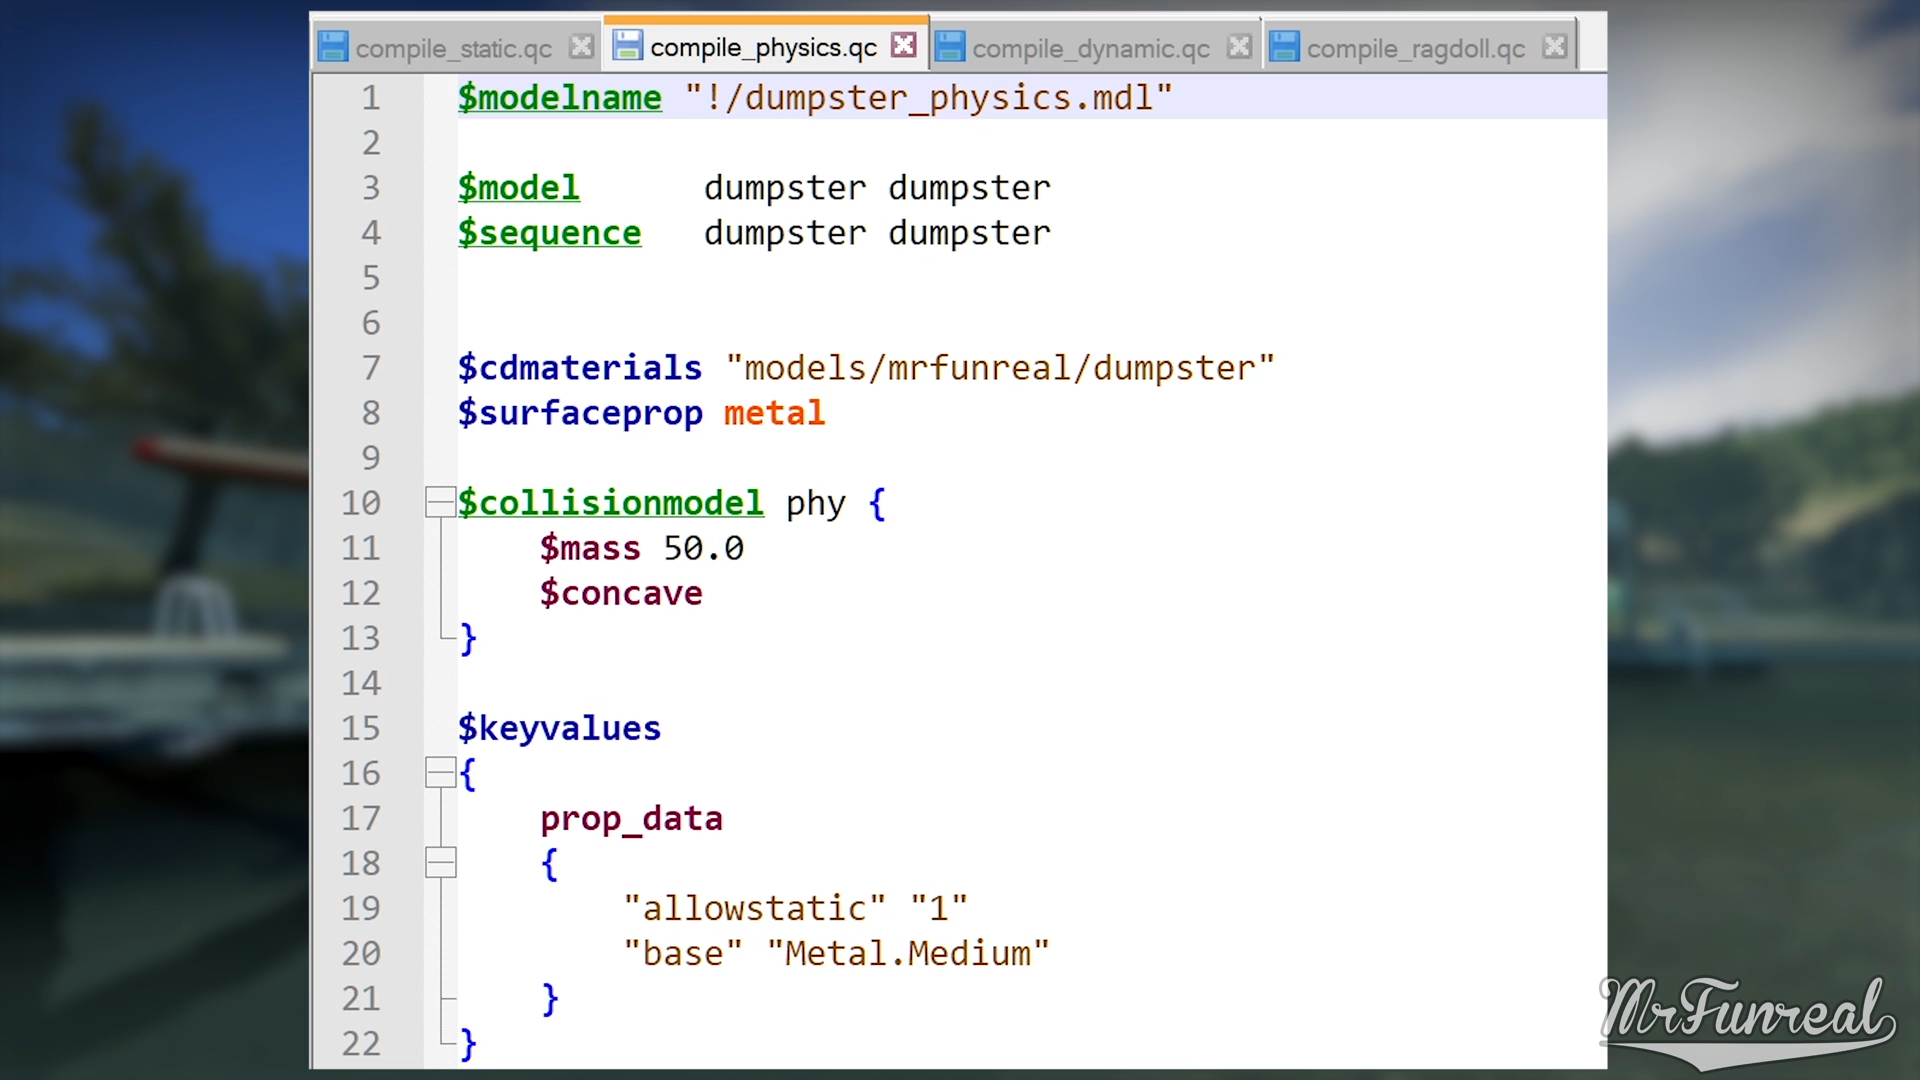 compile_static.qc compile_physics.qc compile_dynamic.qc compile_ragdoll.qc
1 $modelname "!/dumpster_physics.mdl"
2
3 $model dumpster dumpster
4 $sequence dumpster dumpster
5
6
7 $cdmaterials "models/mrfunreal/dumpster"
8 $surfaceprop metal
9
10 $collisionmodel phy {
11 $mass 50.0
12 $concave
13 }
14
15 $keyvalues
16 {
17 prop_data
18 {
19 "allowstatic" "1"
20 "base" "Metal.Medium"
21 }
22 }
MrFunreal